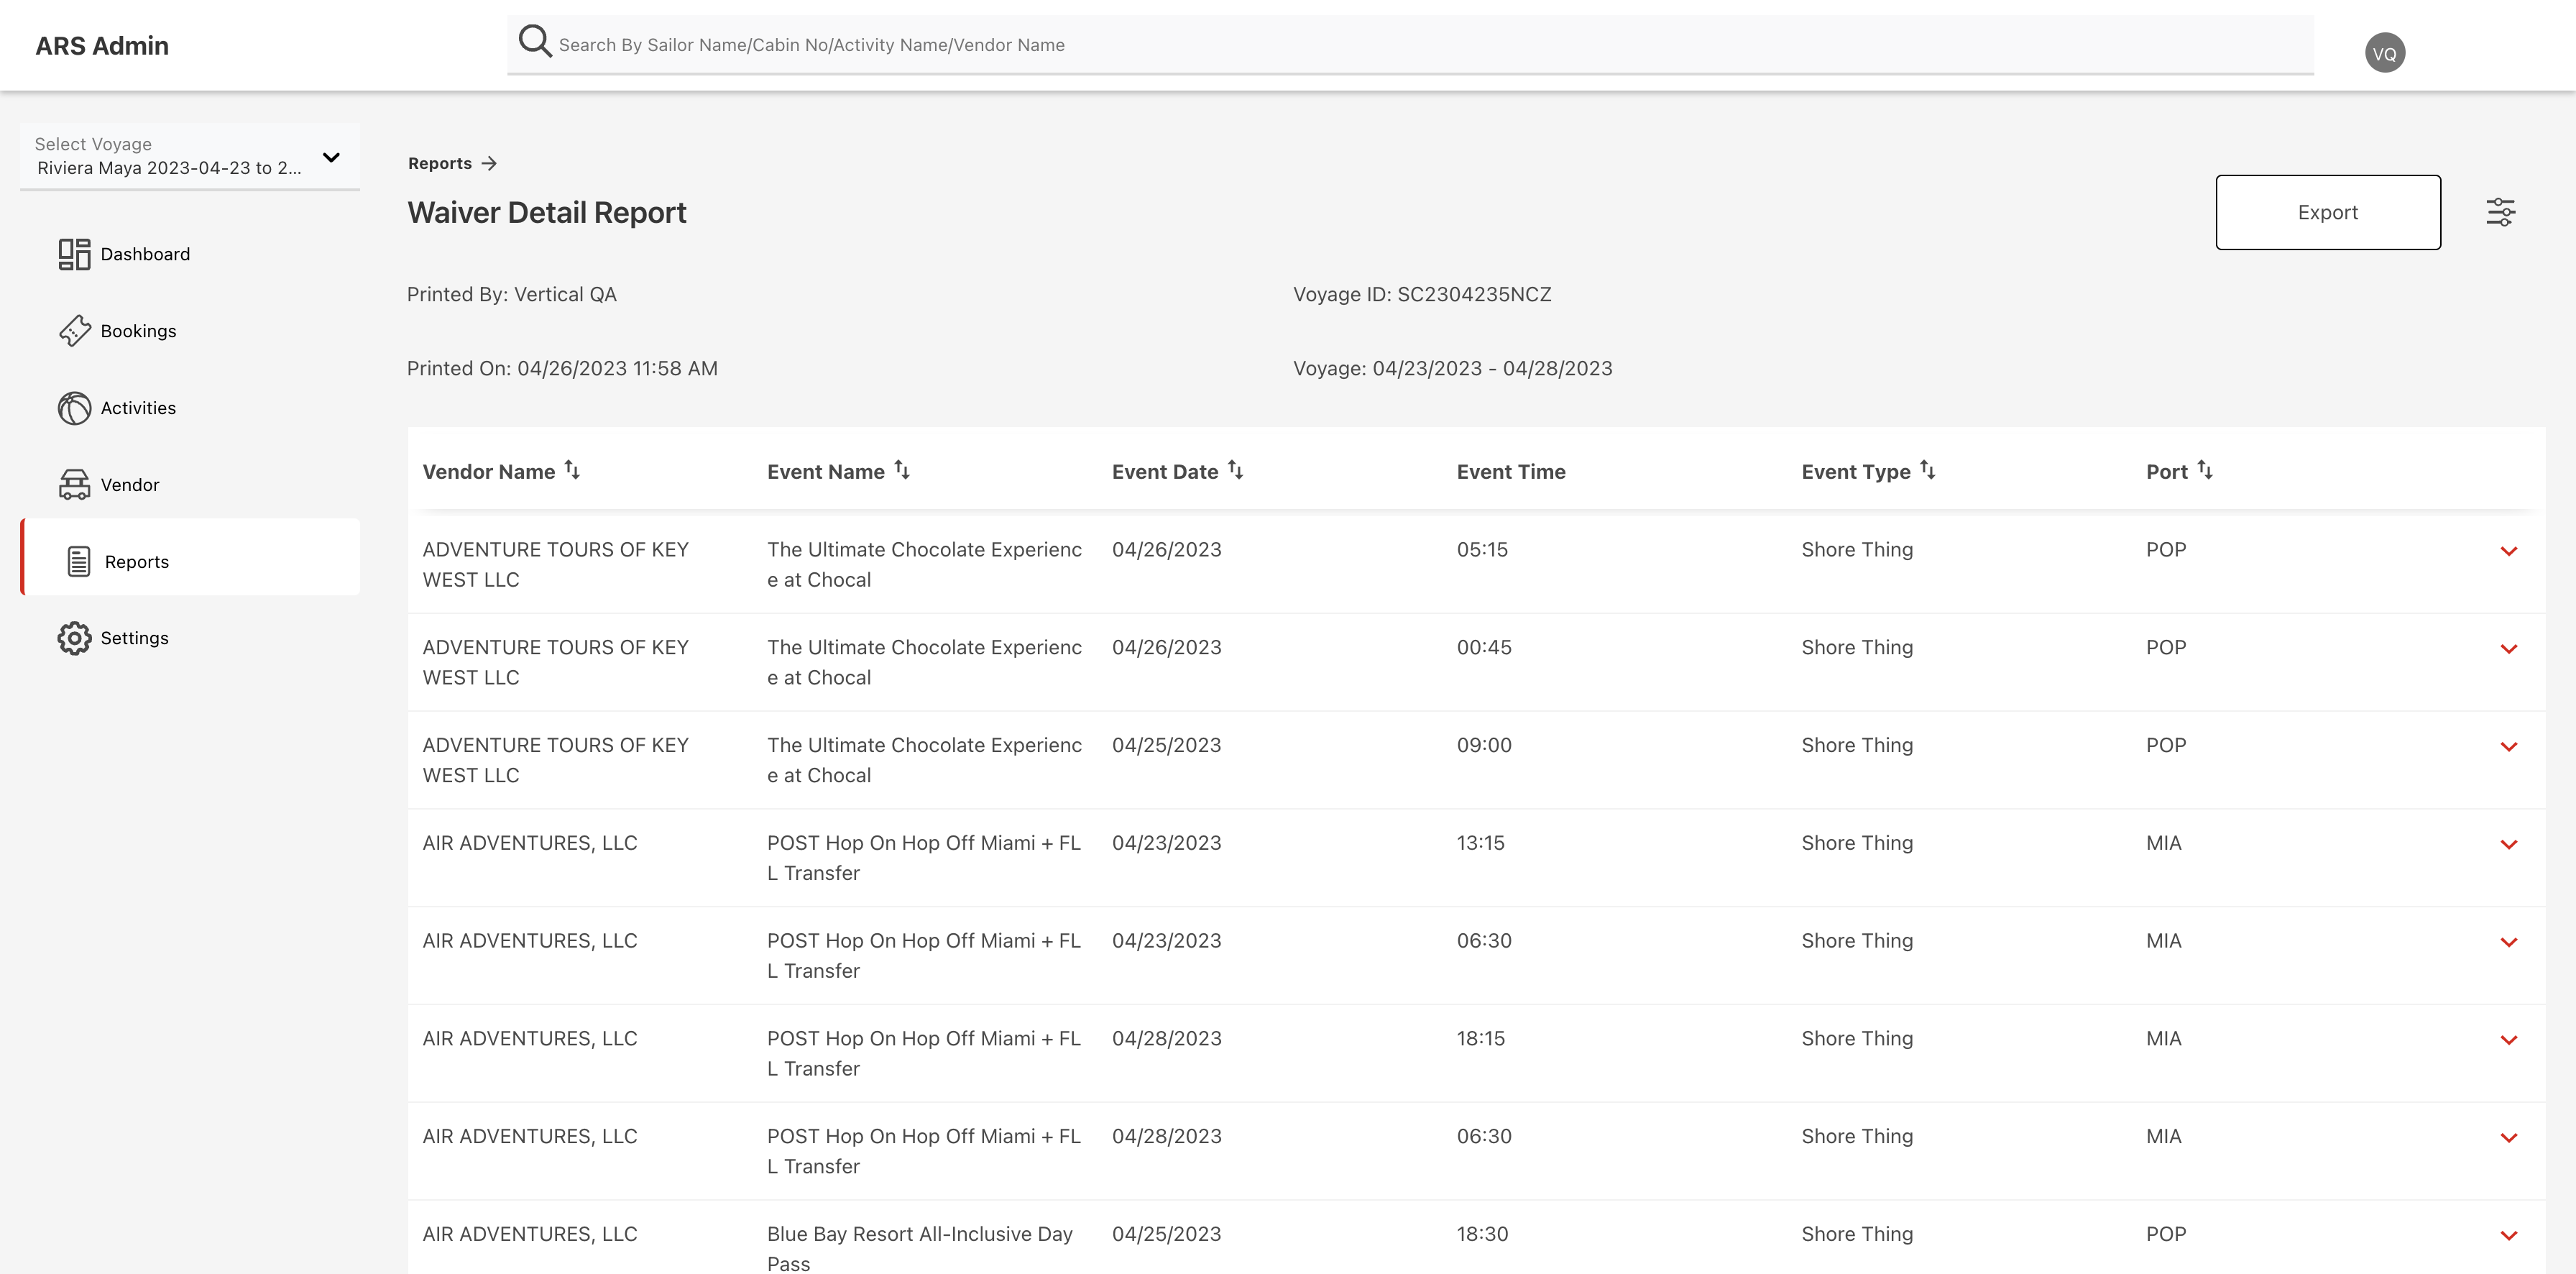 ARS Admin
Search By Sailor Name/Cabin No/Activity Name/Vendor Name
VQ
Select Voyage
Riviera Maya 2023-04-23 to 2...
Dashboard
Bookings
Activities
Vendor
Reports
Settings
Reports
Waiver Detail Report
Export
Printed By: Vertical QA
Voyage ID: SC2304235NCZ
Printed On: 04/26/2023 11:58 AM
Voyage: 04/23/2023 - 04/28/2023
Vendor Name Event Name Event Date Event Time Event Type Port
ADVENTURE TOURS OF KEY The Ultimate Chocolate Experienc 04/26/2023 05:15 Shore Thing POP
WEST LLC e at Chocal
ADVENTURE TOURS OF KEY The Ultimate Chocolate Experienc 04/26/2023 00:45 Shore Thing POP
WEST LLC e at Chocal
ADVENTURE TOURS OF KEY The Ultimate Chocolate Experienc 04/25/2023 09:00 Shore Thing POP
WEST LLC e at Chocal
AIR ADVENTURES, LLC POST Hop On Hop Off Miami + FL 04/23/2023 13:15 Shore Thing MIA
L Transfer
AIR ADVENTURES, LLC POST Hop On Hop Off Miami + FL 04/23/2023 06:30 Shore Thing MIA
L Transfer
AIR ADVENTURES, LLC POST Hop On Hop Off Miami + FL 04/28/2023 18:15 Shore Thing MIA
L Transfer
AIR ADVENTURES, LLC POST Hop On Hop Off Miami + FL 04/28/2023 06:30 Shore Thing MIA
L Transfer
AIR ADVENTURES, LLC Blue Bay Resort All-Inclusive Day 04/25/2023 18:30 Shore Thing POP
Pass